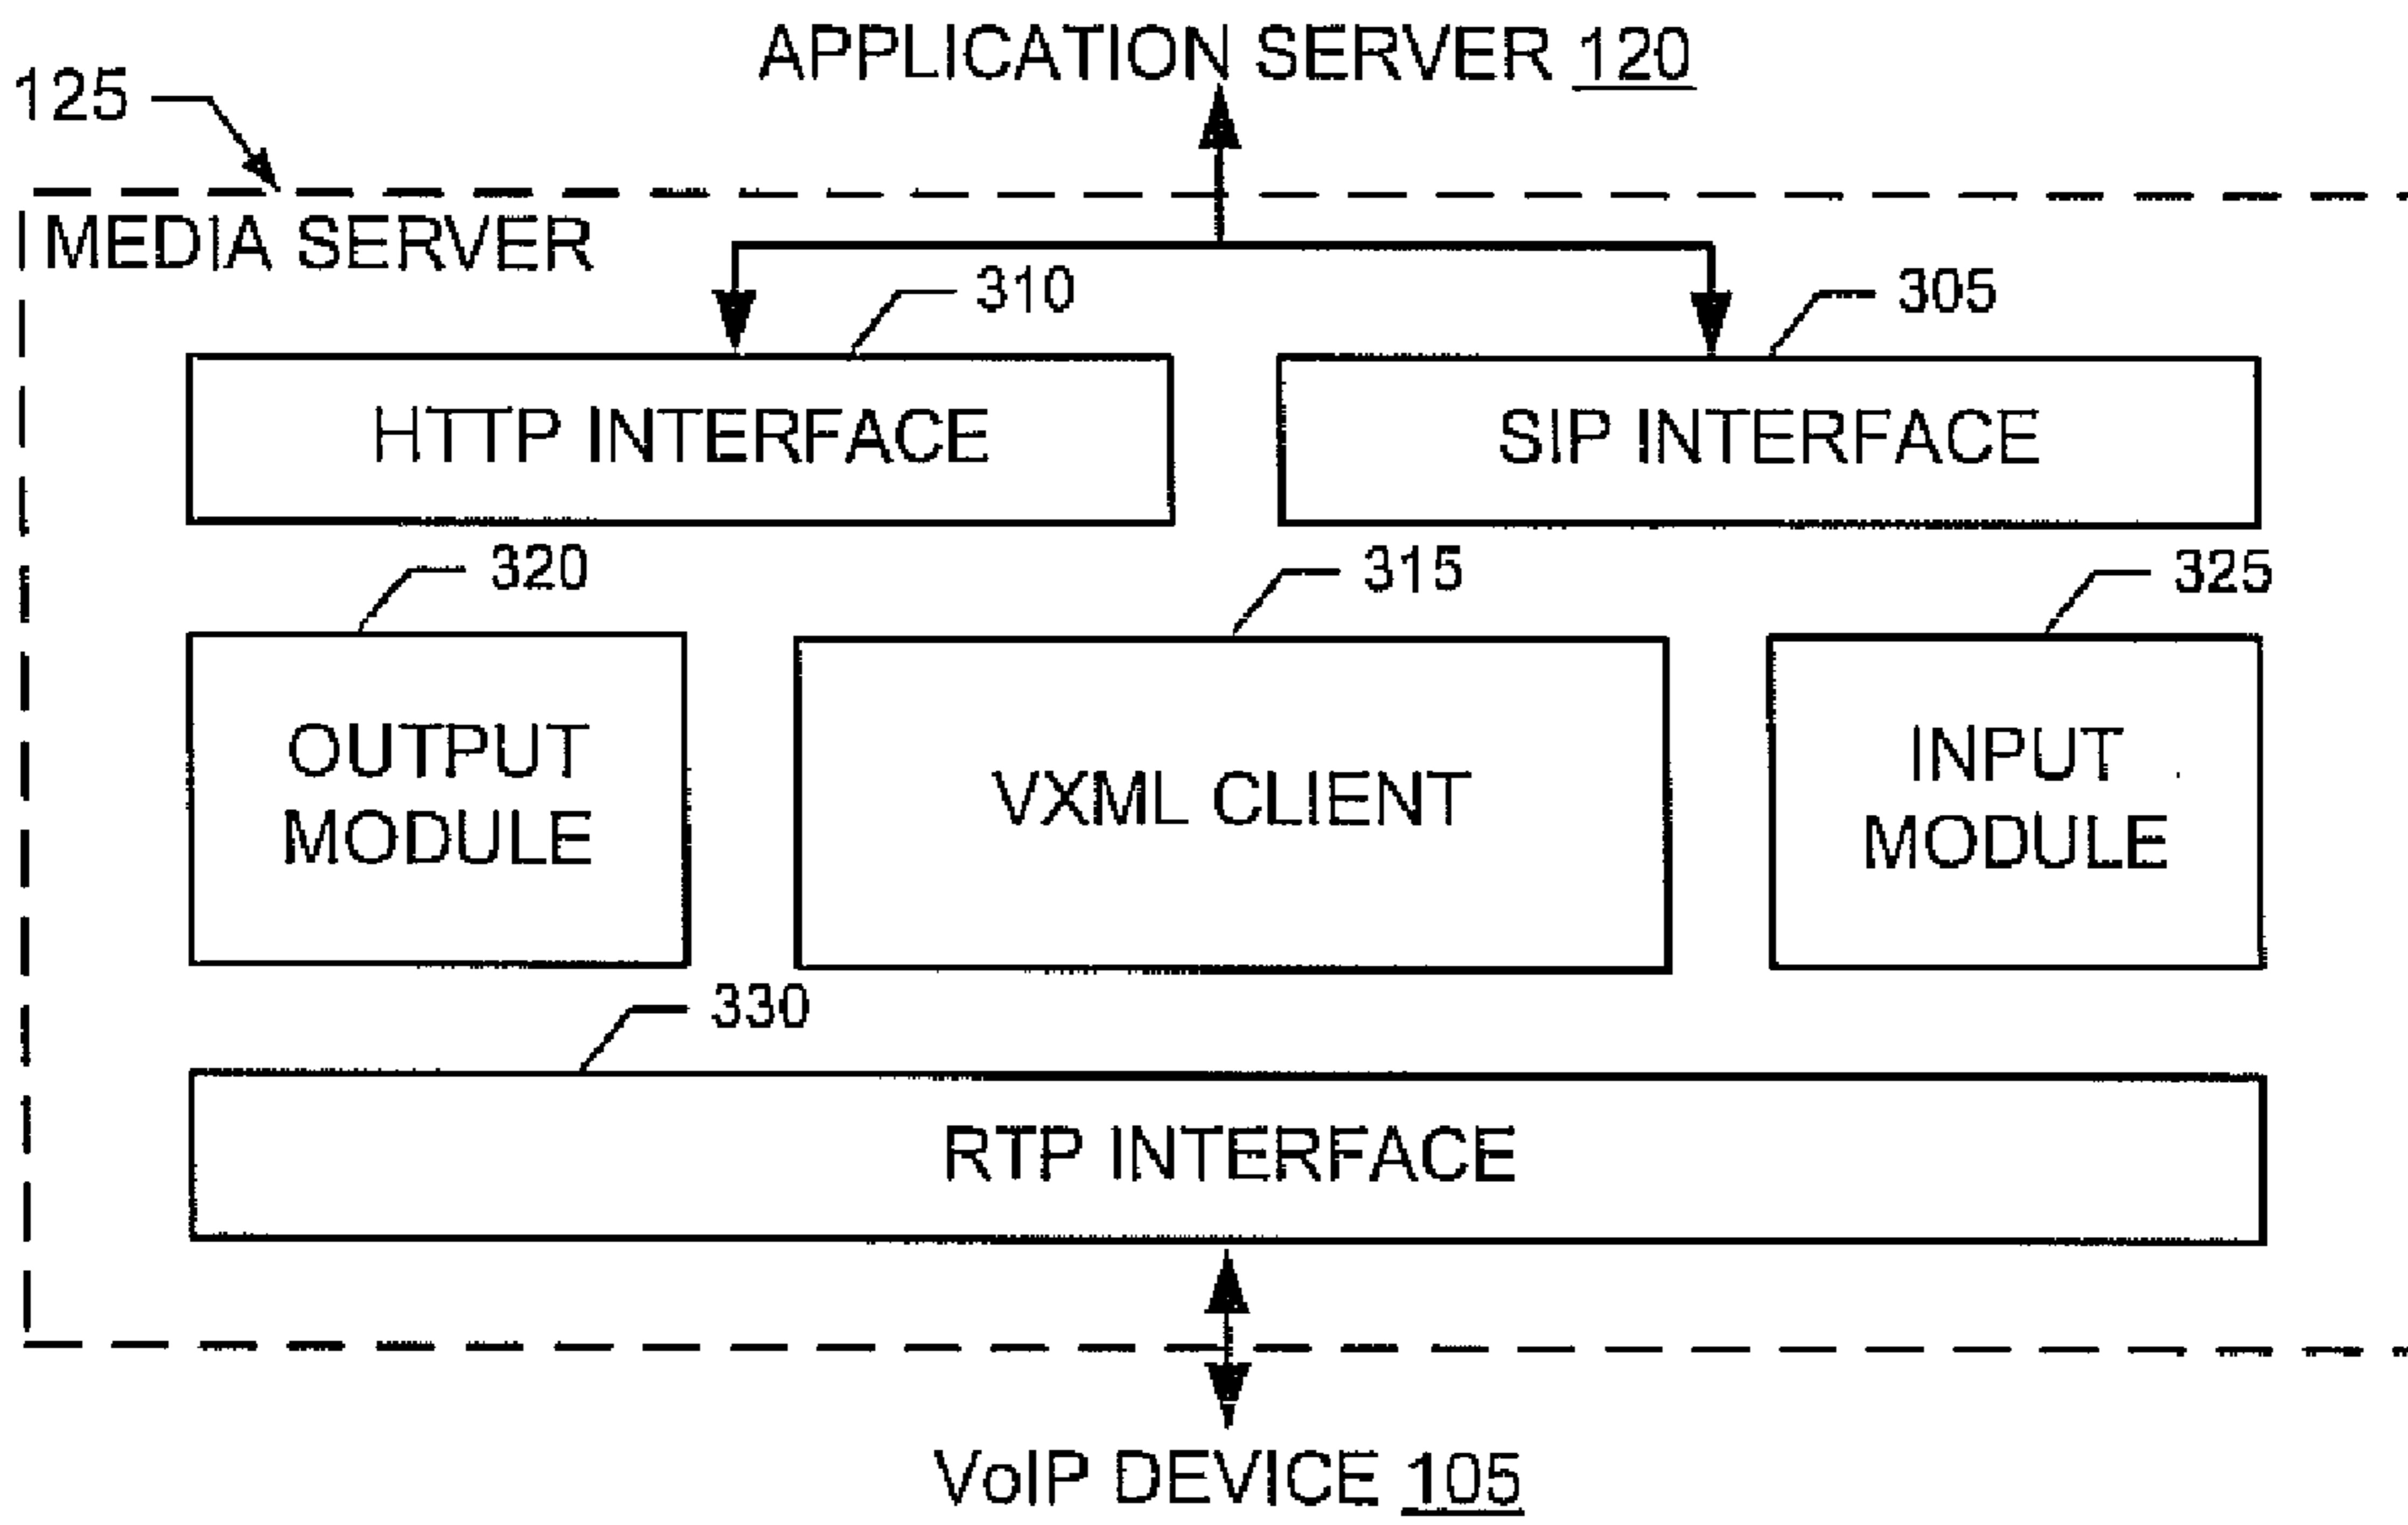 APPLICATION SERVER 120
125
MEDIA SERVER
310
305
HTTP INTERFACE
SIP INTERFACE
320
315
325
OUTPUT
MODULE
VXML CLIENT
INPUT
MODULE
330
RTP INTERFACE
VoIP DEVICE 105